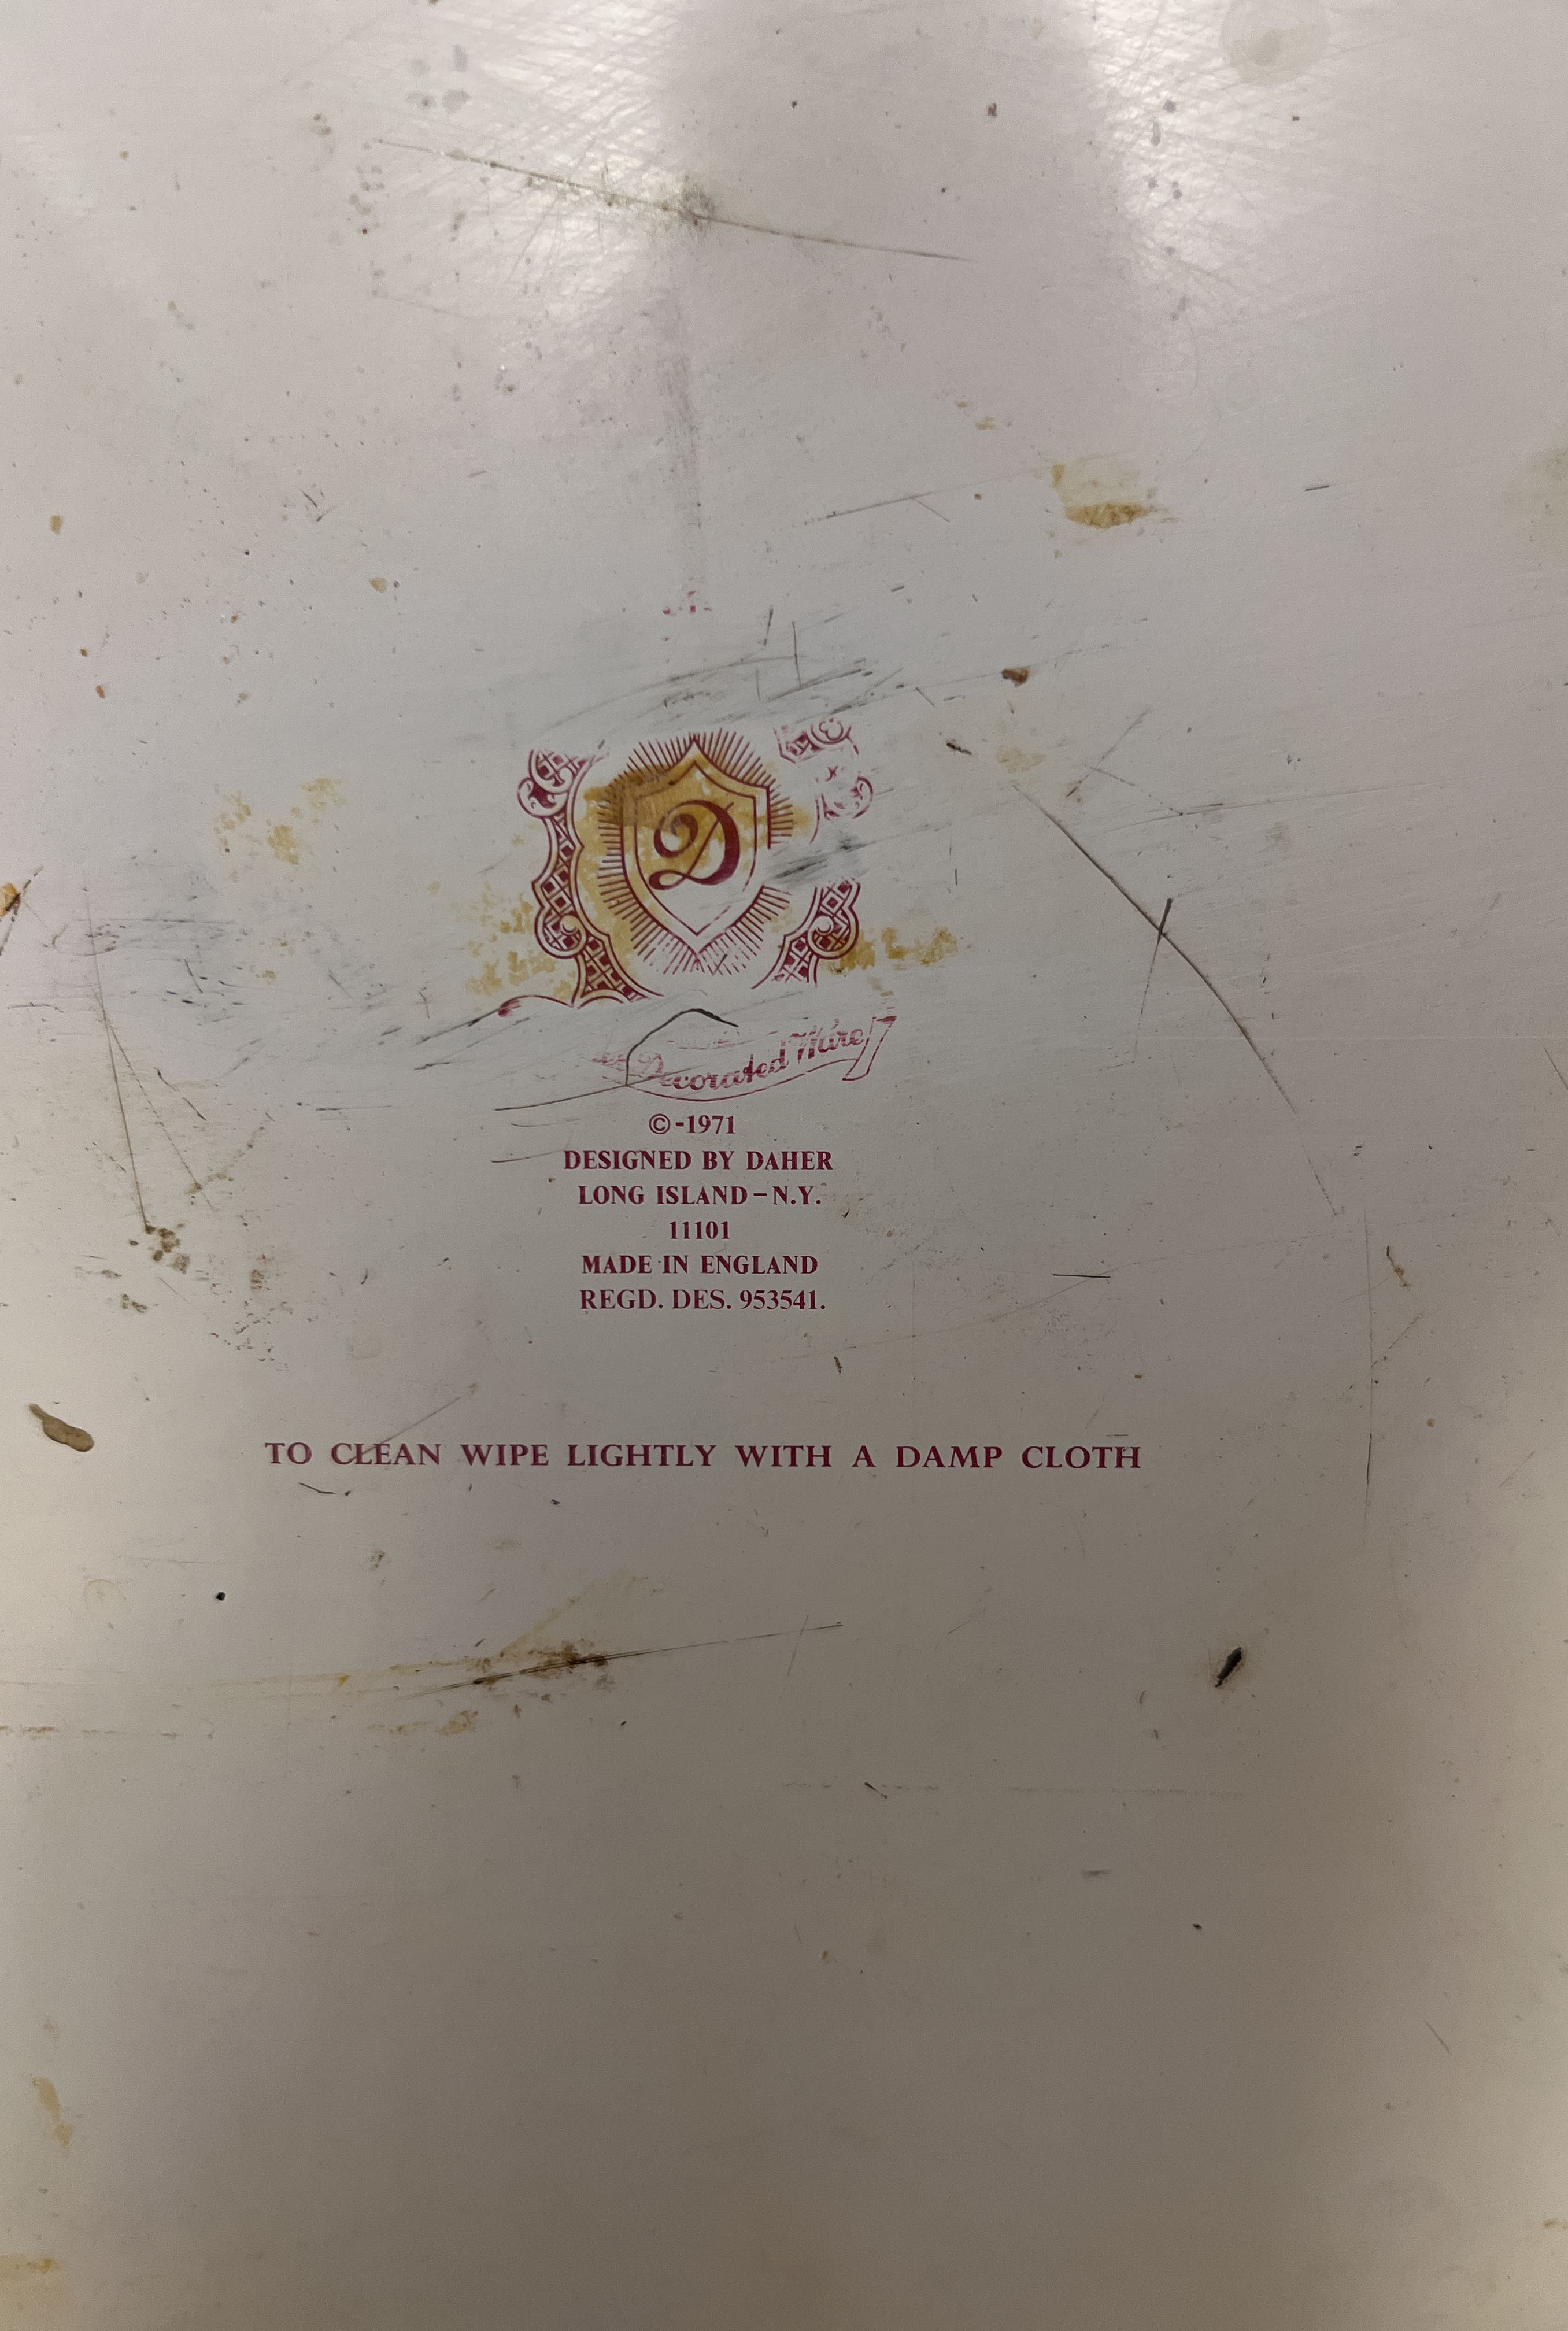 D
Decorated Ware
©-1971
DESIGNED BY DAHER
LONG ISLAND-N.Y.
11101
MADE IN ENGLAND
REGD. DES. 953541.
TO CLEAN WIPE LIGHTLY WITH A DAMP CLOTH